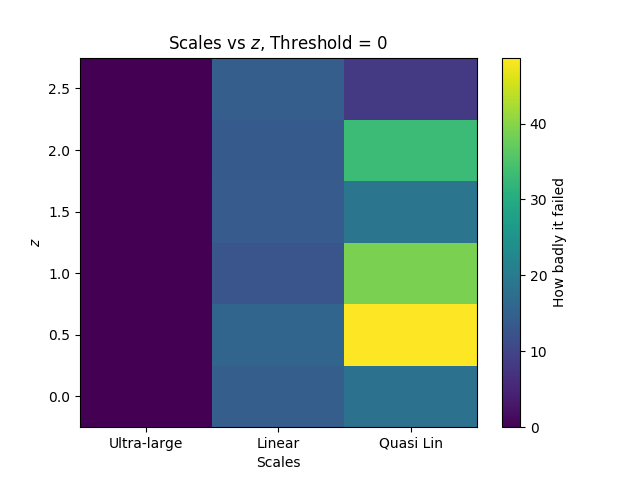 Scales vs z, Threshold = 0
2.5
2.0
1.5
1.0
0.5
0.0
z
Ultra-large Linear Quasi Lin
Scales
40
30
20
10
0
How badly it failed